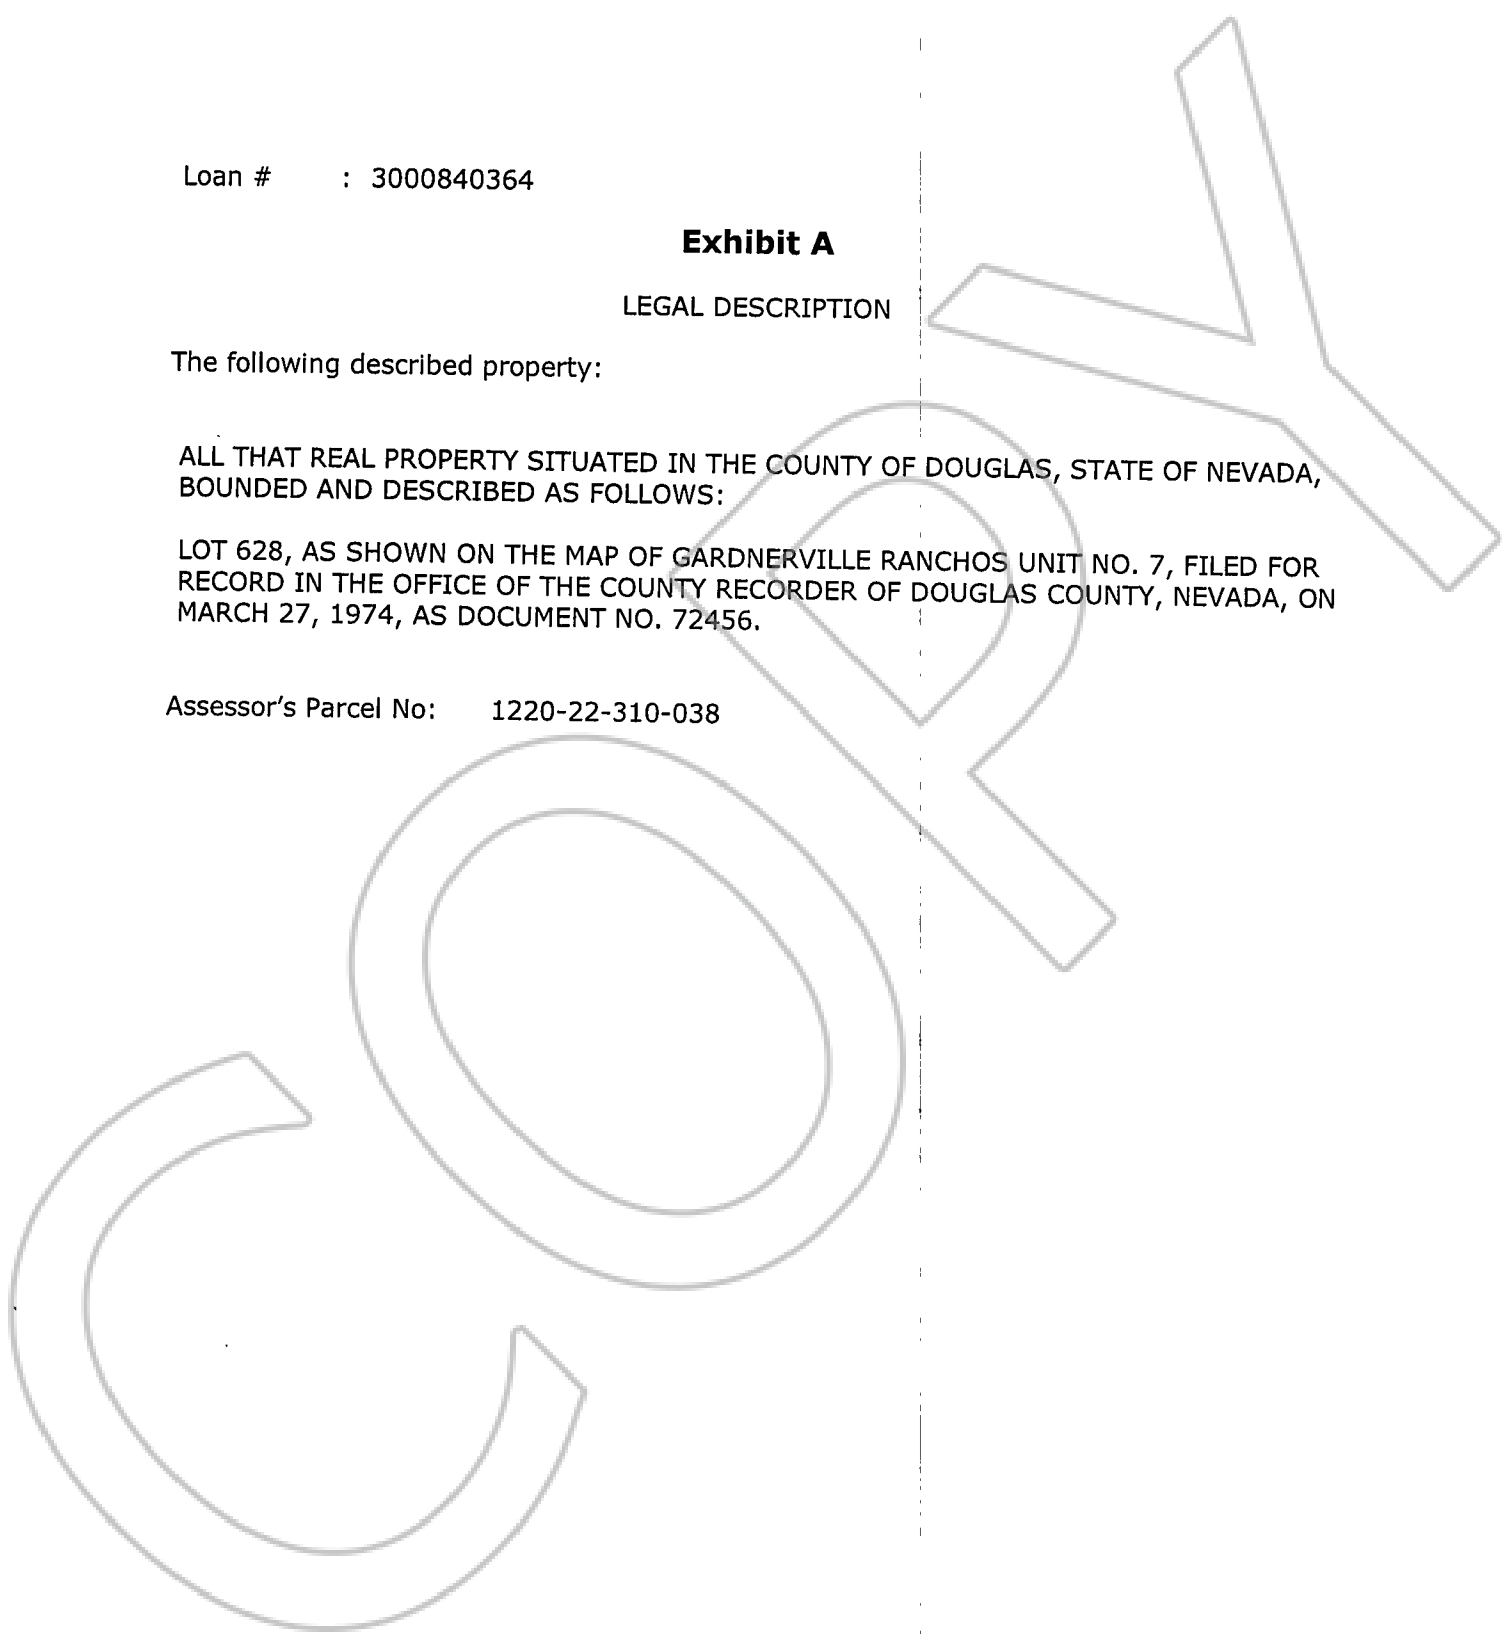 Loan # : 3000840364
Exhibit A
LEGAL DESCRIPTION
The following described property:
ALL THAT REAL PROPERTY SITUATED IN THE COUNTY OF DOUGLAS, STATE OF NEVADA,
BOUNDED AND DESCRIBED AS FOLLOWS:
LOT 628, AS SHOWN ON THE MAP OF GARDNERVILLE RANCHOS UNIT NO. 7, FILED FOR
RECORD IN THE OFFICE OF THE COUNTY RECORDER OF DOUGLAS COUNTY, NEVADA, ON
MARCH 27, 1974, AS DOCUMENT NO. 72456.
Assessor's Parcel No: 1220-22-310-038
COPY